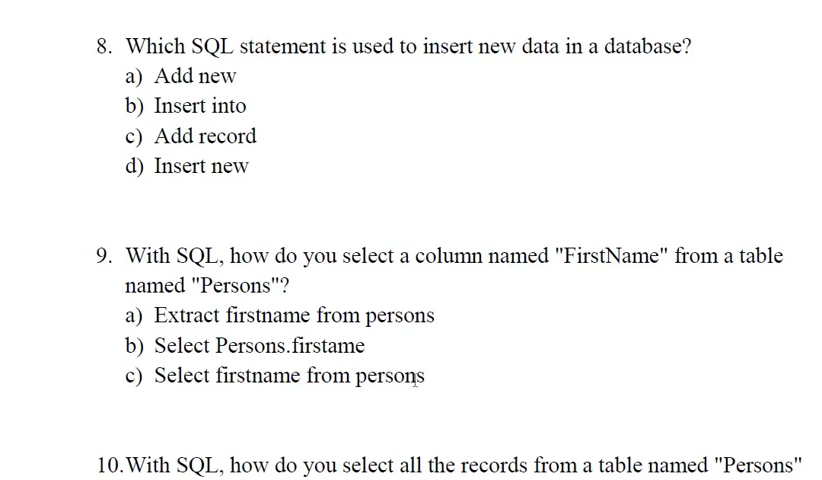 8. Which SQL statement is used to insert new data in a database?
a) Add new
b) Insert into
c) Add record
d) Insert new
9. With SQL, how do you select a column named "FirstName" from a table
named "Persons"?
a) Extract firstname from persons
b) Select Persons.firstame
c) Select firstname from persons
10.With SQL, how do you select all the records from a table named "Persons"